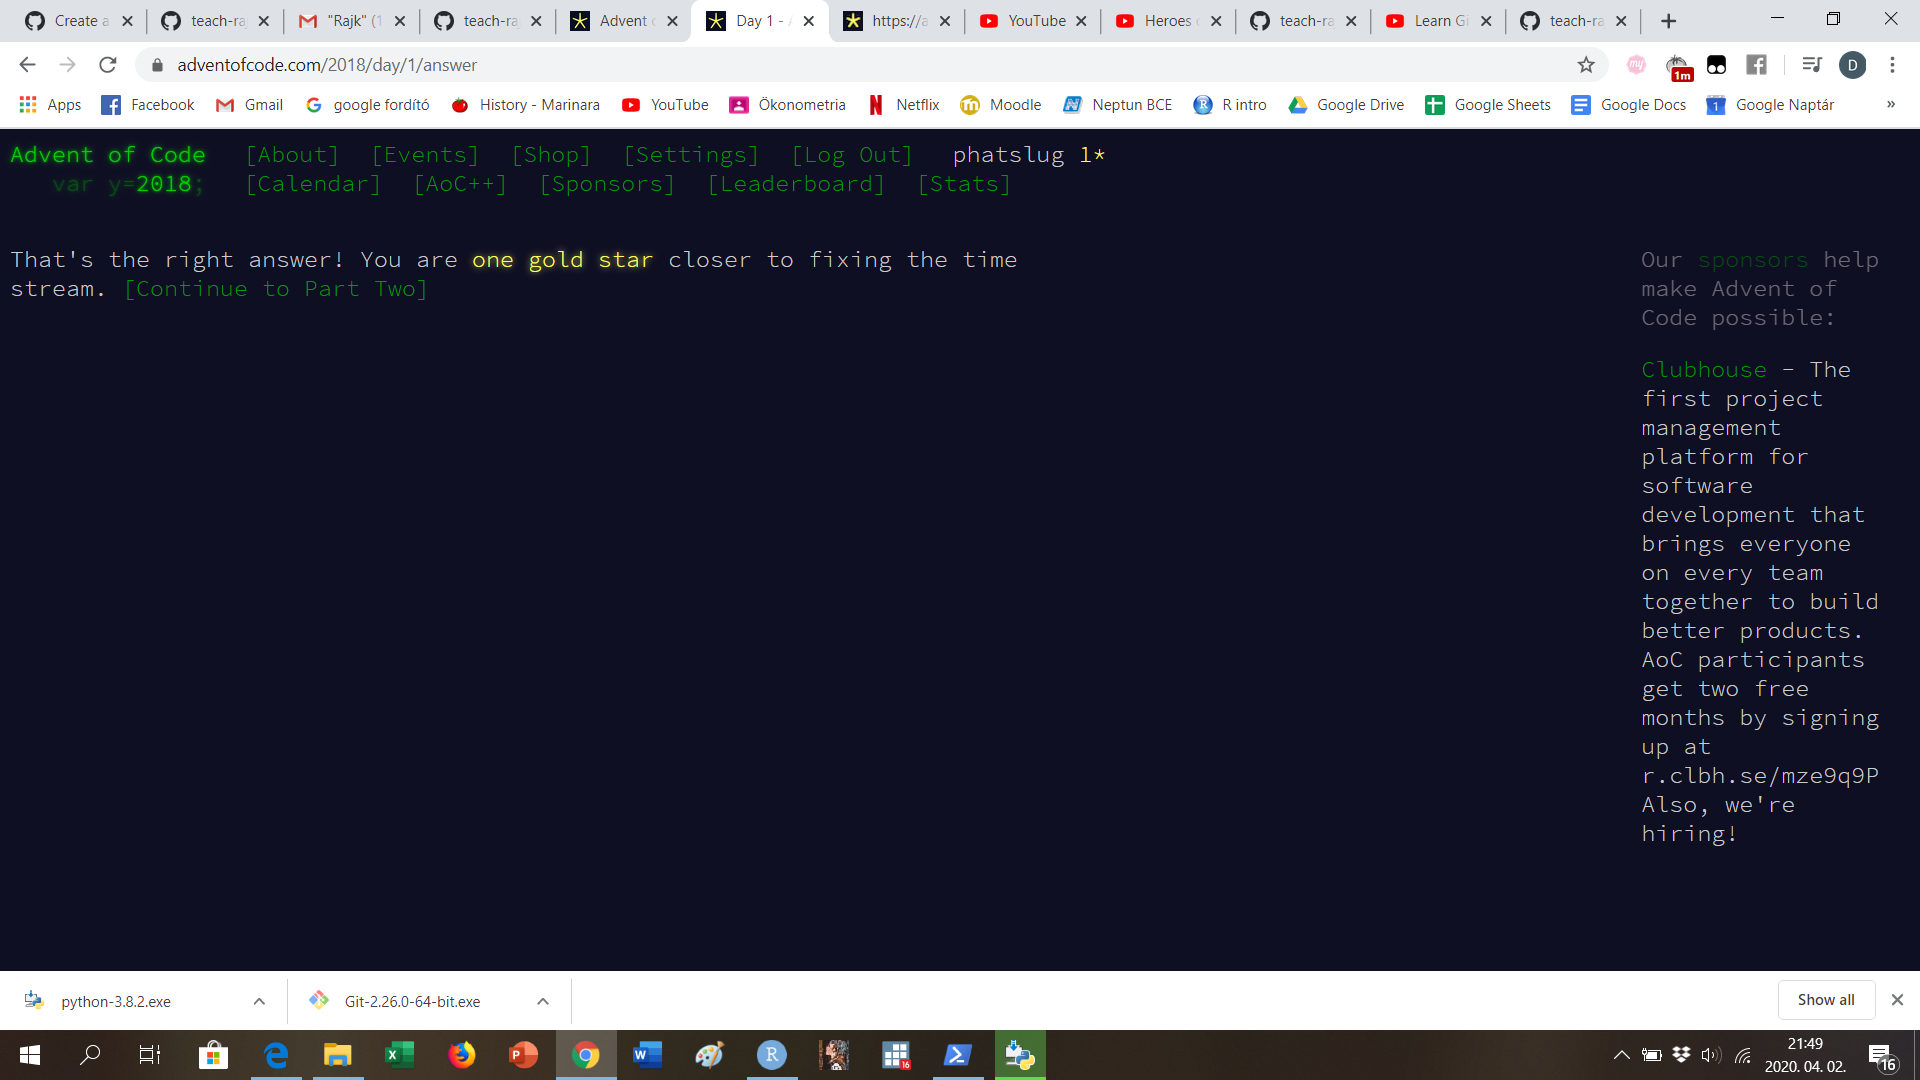 Create a
teach-ra
"Rajk" (1
teach-ra
Advent o
Day 1 - A
https://a
YouTube
Heroes o
teach-ra
Learn Gi
teach-ra
adventofcode.com/2018/day/1/answer
my
1m
D
Apps
Facebook
Gmail
google fordító
History - Marinara
YouTube
Ökonometria
Netflix
Moodle
Neptun BCE
R intro
Google Drive
Google Sheets
Google Docs
Google Naptár
»
Advent of Code [About] [Events] [Shop] [Settings] [Log Out] phatslug 1*
var y=2018; [Calendar] [AoC++] [Sponsors] [Leaderboard] [Stats]
That's the right answer! You are one gold star closer to fixing the time
stream. [Continue to Part Two]
Our sponsors help
make Advent of
Code possible:
Clubhouse - The
first project
management
platform for
software
development that
brings everyone
on every team
together to build
better products.
AoC participants
get two free
months by signing
up at
r.clbh.se/mze9q9P
Also, we're
hiring!
python-3.8.2.exe
Git-2.26.0-64-bit.exe
Show all
21:49
2020. 04. 02.
16